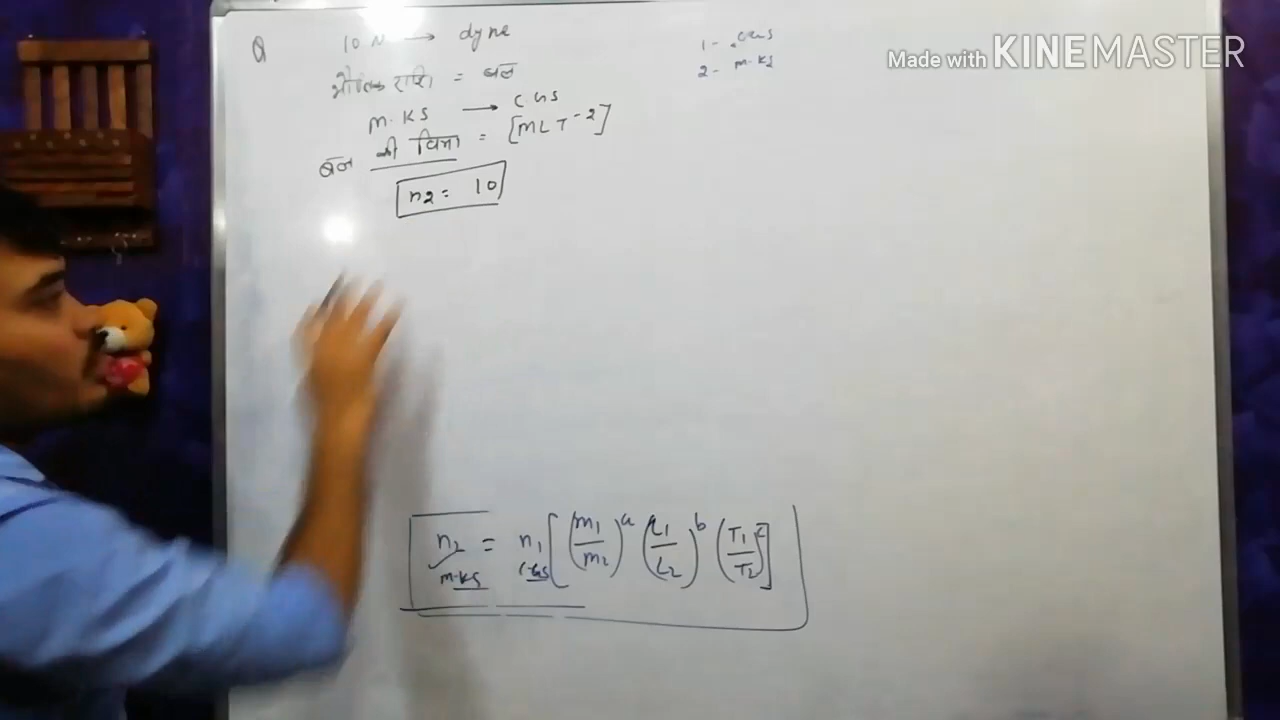 Q 10 N → dyne
भौतिक राशि = बल
M.KS → CGS
बल की विमा = [MLT⁻²]
n2 = 10
1 - CGS
2 - M.KS
Made with KINEMASTER
n2 = n1 [(M1/M2)ᵃ (L1/L2)ᵇ (T1/T2)ᶜ]
M.KS CGS